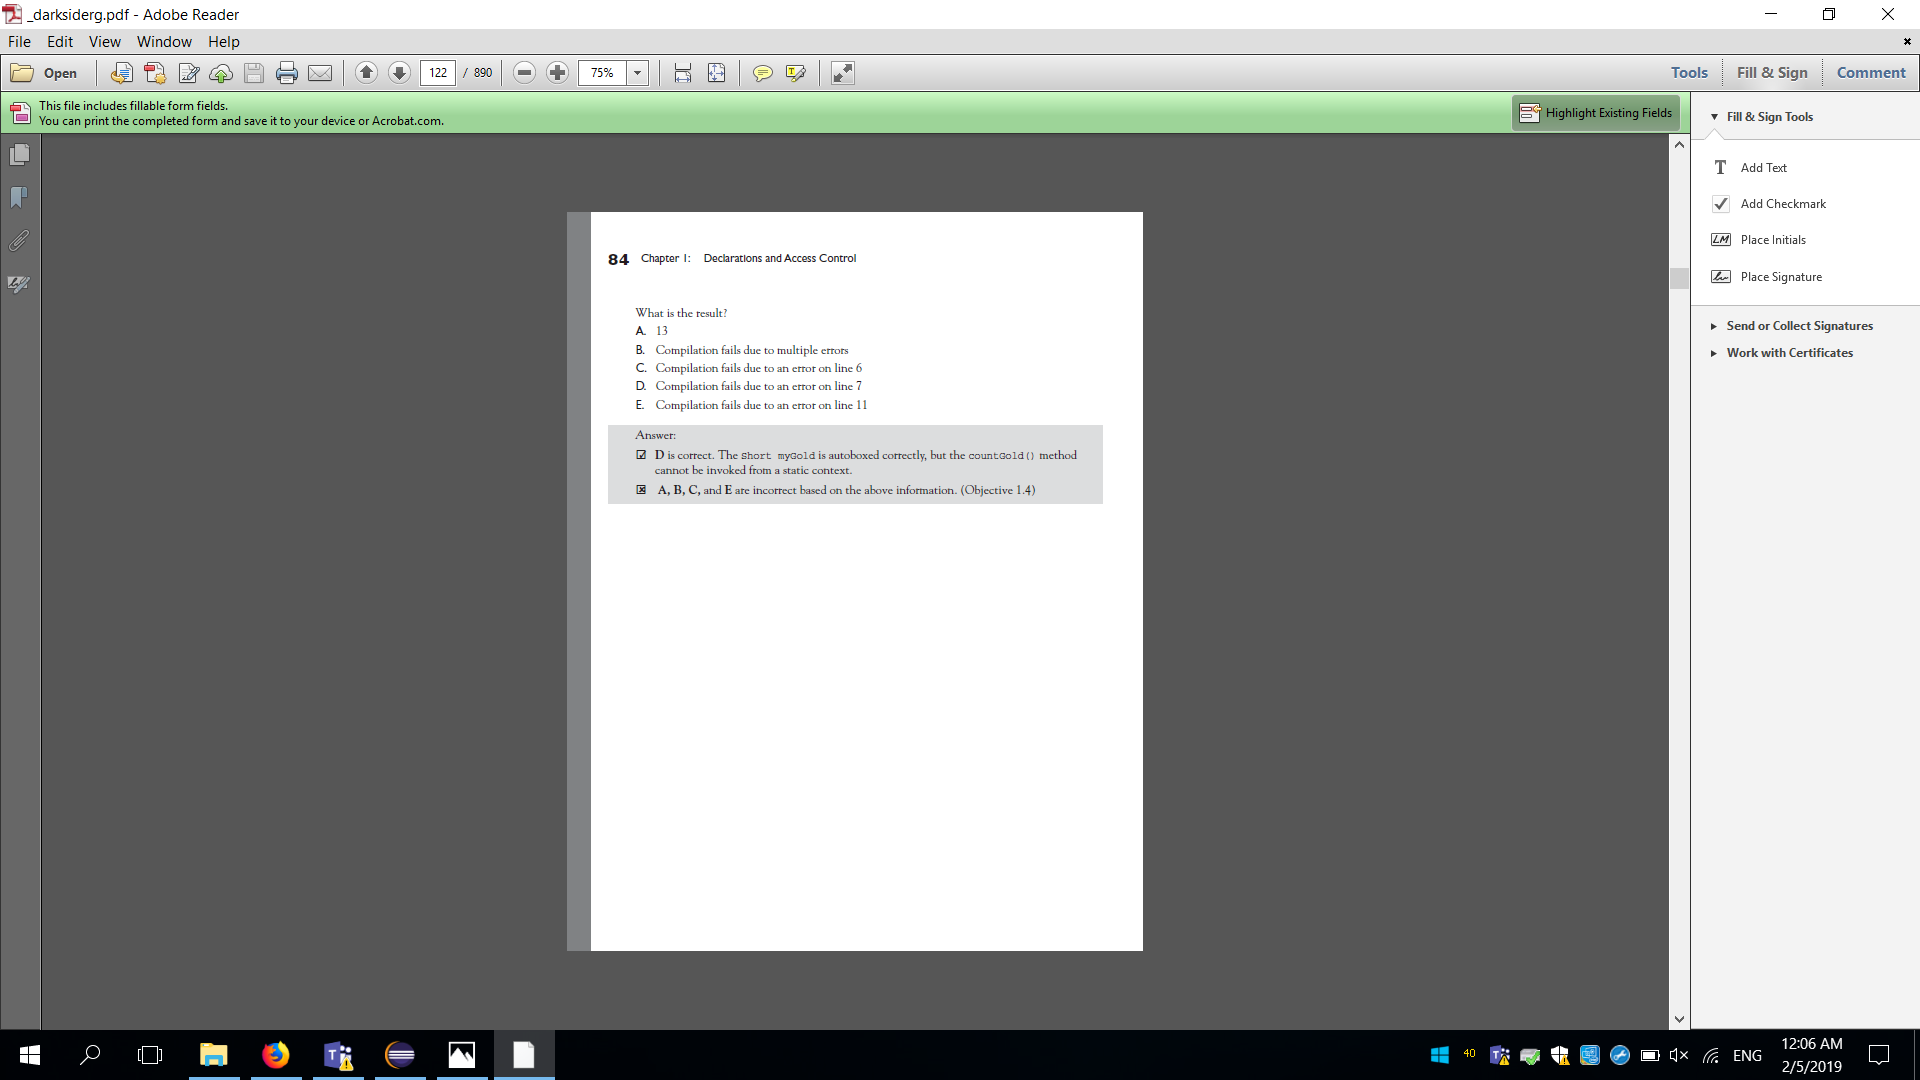 _darksiderg.pdf - Adobe Reader
File Edit View Window Help
Open 122 / 890 75% Tools Fill & Sign Comment
This file includes fillable form fields.
You can print the completed form and save it to your device or Acrobat.com.
Highlight Existing Fields
Fill & Sign Tools
T Add Text
Add Checkmark
Place Initials
Place Signature
Send or Collect Signatures
Work with Certificates
84 Chapter 1: Declarations and Access Control
What is the result?
A. 13
B. Compilation fails due to multiple errors
C. Compilation fails due to an error on line 6
D. Compilation fails due to an error on line 7
E. Compilation fails due to an error on line 11
Answer:
D is correct. The Short myGold is autoboxed correctly, but the countGold() method
cannot be invoked from a static context.
A, B, C, and E are incorrect based on the above information. (Objective 1.4)
40 ENG
12:06 AM
2/5/2019